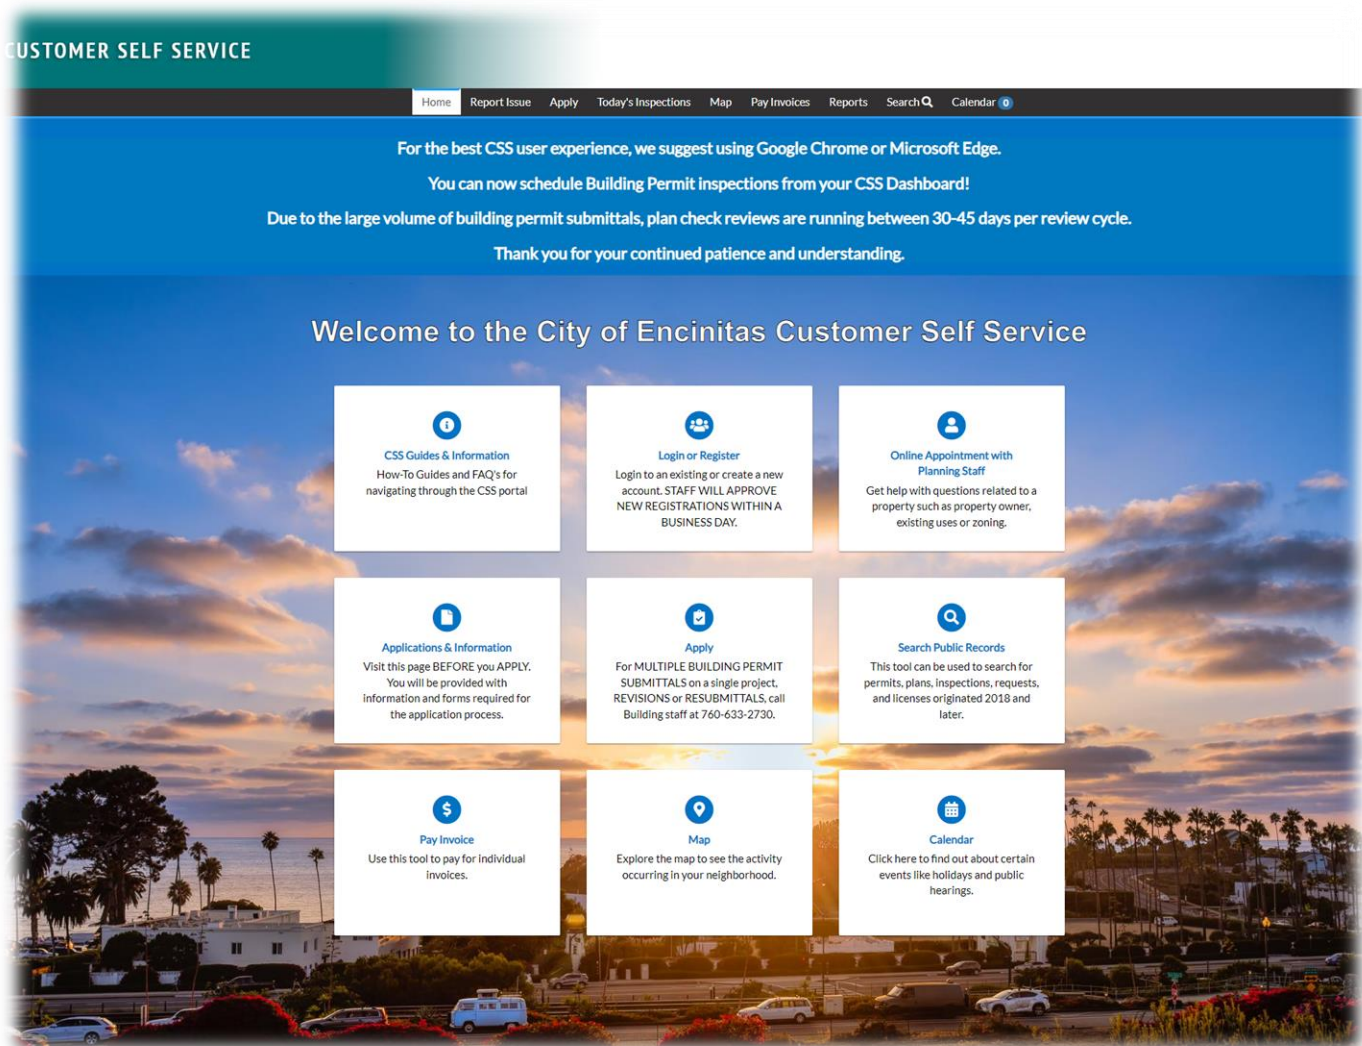 CUSTOMER SELF SERVICE
Home Report Issue Apply Today's Inspections Map Pay Invoices Reports Search Calendar 0
For the best CSS user experience, we suggest using Google Chrome or Microsoft Edge.
You can now schedule Building Permit inspections from your CSS Dashboard!
Due to the large volume of building permit submittals, plan check reviews are running between 30-45 days per review cycle.
Thank you for your continued patience and understanding.
Welcome to the City of Encinitas Customer Self Service
CSS Guides & Information
How-To Guides and FAQ's for
navigating through the CSS portal
Login or Register
Login to an existing or create a new
account. STAFF WILL APPROVE
NEW REGISTRATIONS WITHIN A
BUSINESS DAY.
Online Appointment with
Planning Staff
Get help with questions related to a
property such as property owner,
existing uses or zoning.
Applications & Information
Visit this page BEFORE you APPLY.
You will be provided with
information and forms required for
the application process.
Apply
For MULTIPLE BUILDING PERMIT
SUBMITTALS on a single project,
REVISIONS or RESUBMITTALS, call
Building staff at 760-633-2730.
Search Public Records
This tool can be used to search for
permits, plans, inspections, requests,
and licenses originated 2018 and
later.
Pay Invoice
Use this tool to pay for individual
invoices.
Map
Explore the map to see the activity
occurring in your neighborhood.
Calendar
Click here to find out about certain
events like holidays and public
hearings.